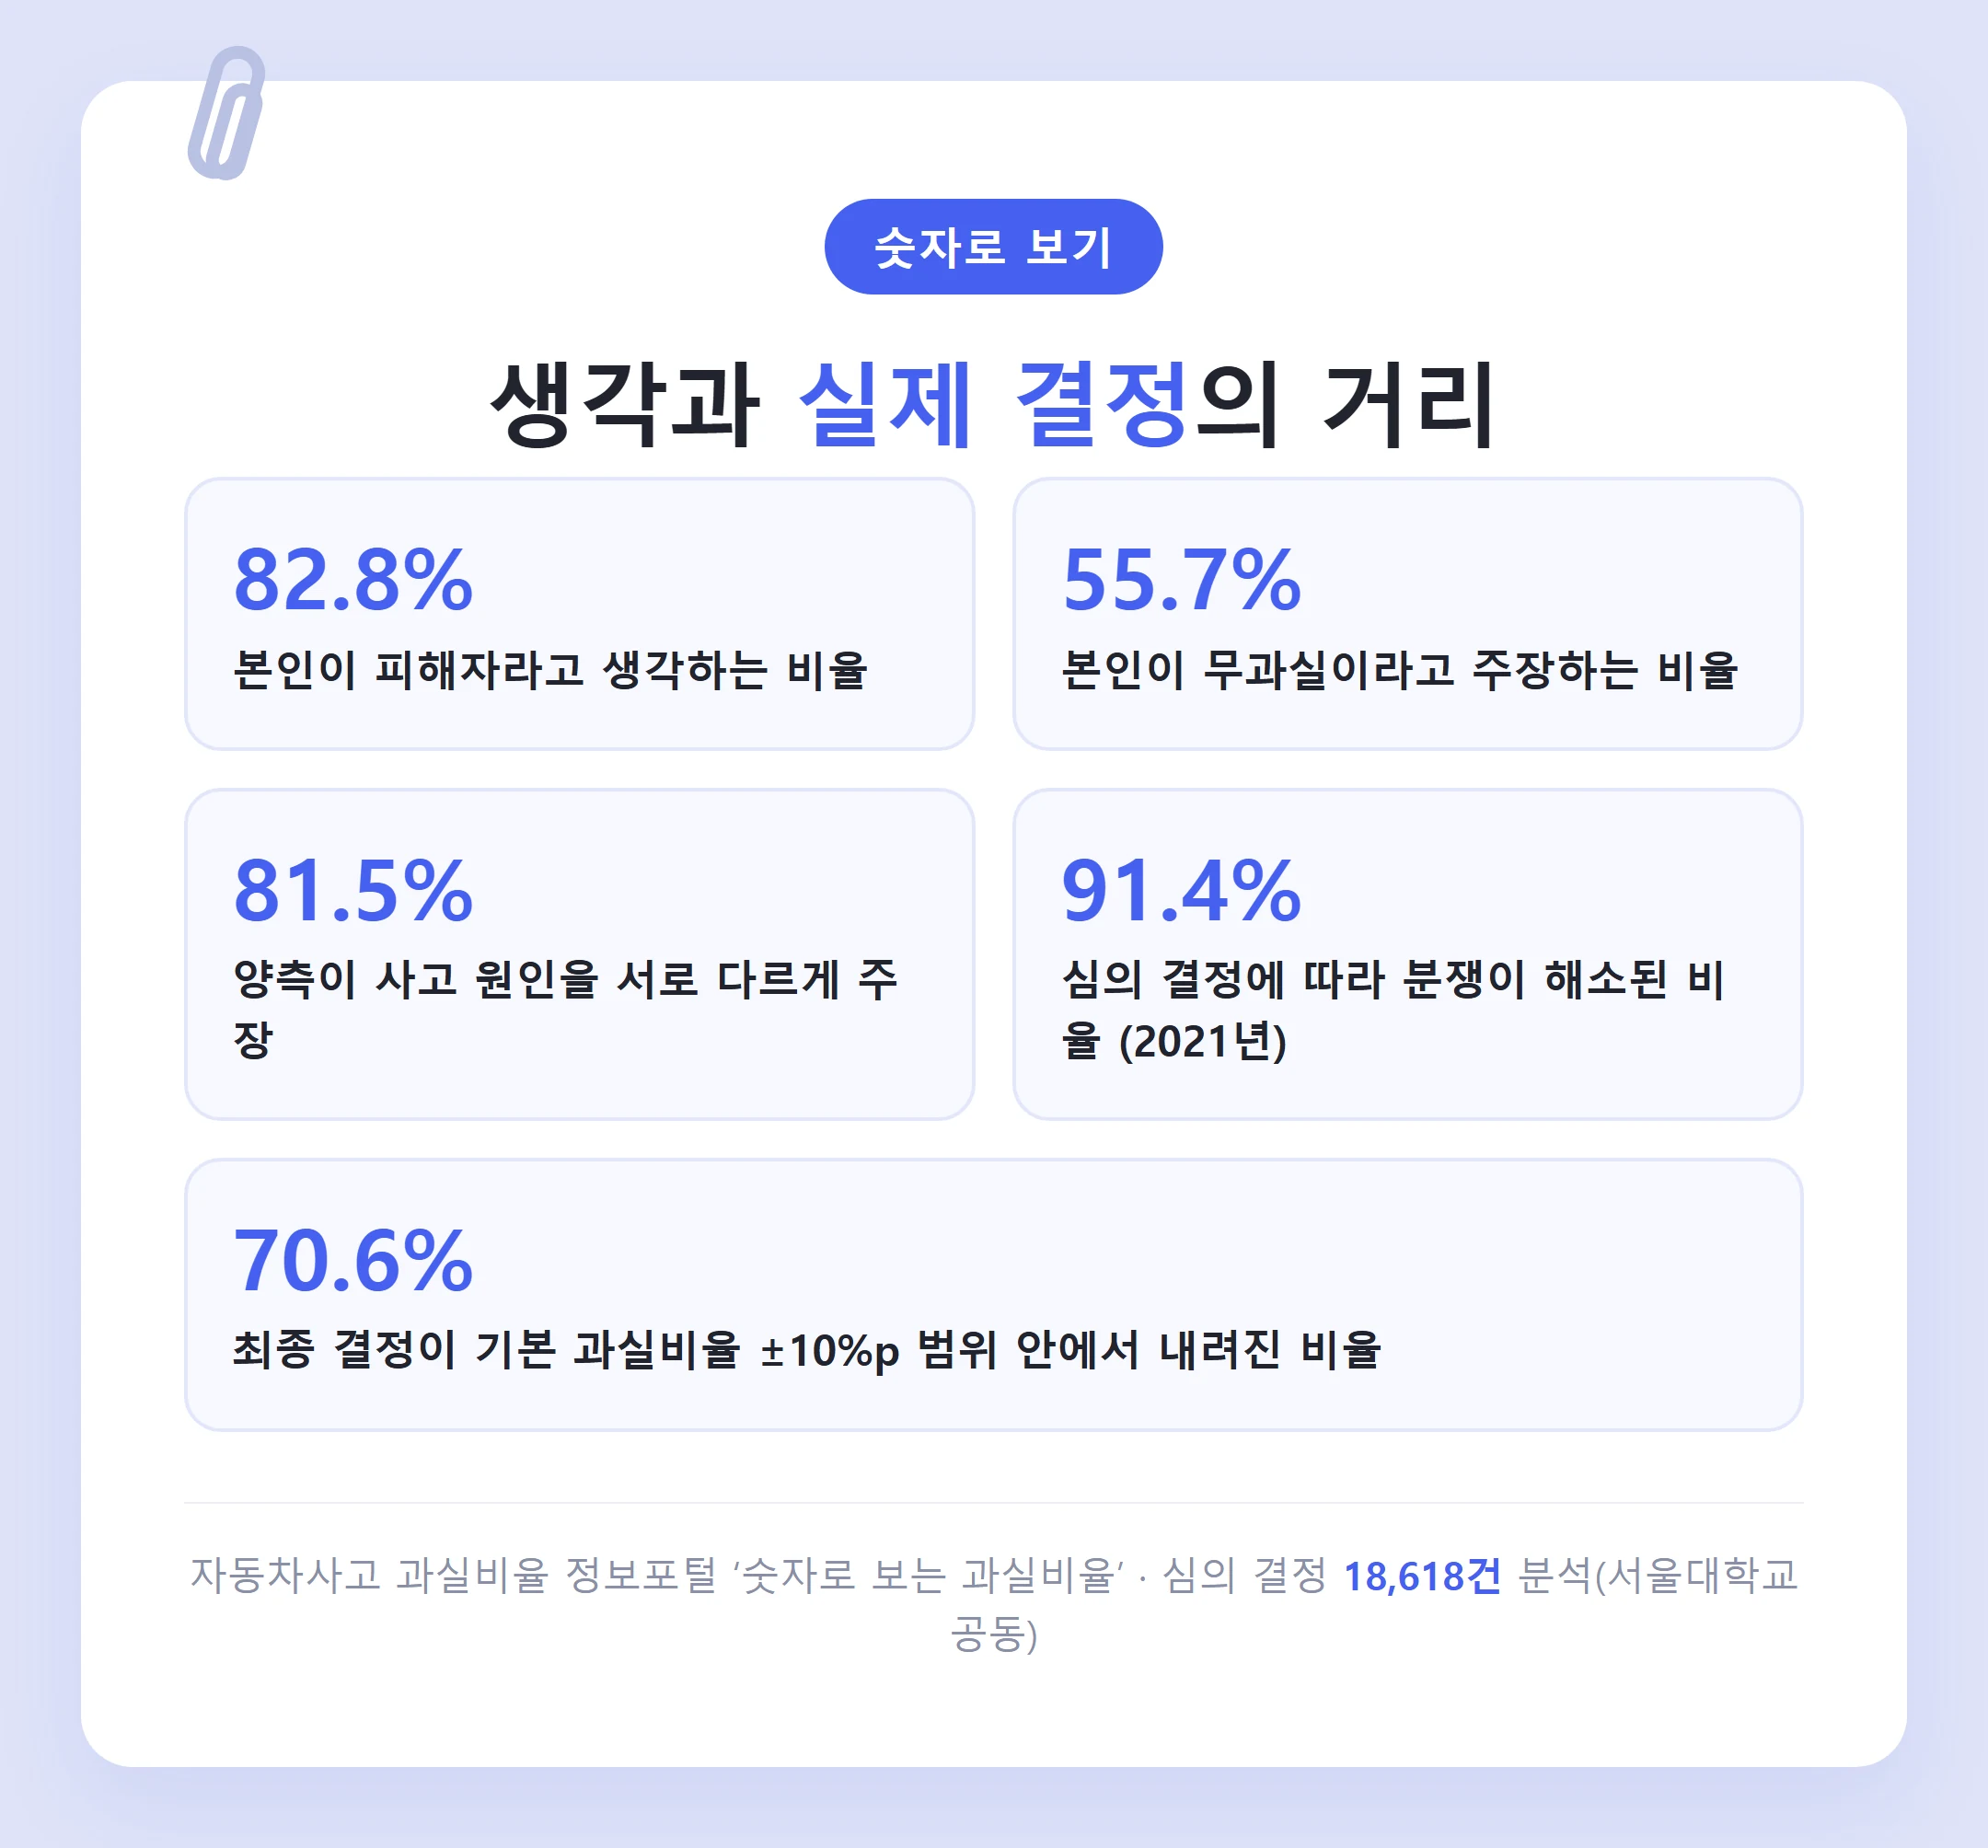 숫자로 보기
생각과 실제 결정의 거리
82.8%
본인이 피해자라고 생각하는 비율
55.7%
본인이 무과실이라고 주장하는 비율
81.5%
양측이 사고 원인을 서로 다르게 주
장
91.4%
심의 결정에 따라 분쟁이 해소된 비
율 (2021년)
70.6%
최종 결정이 기본 과실비율 ±10%p 범위 안에서 내려진 비율
자동차사고 과실비율 정보포털 ‘숫자로 보는 과실비율’ · 심의 결정 18,618건 분석(서울대학교
공동)